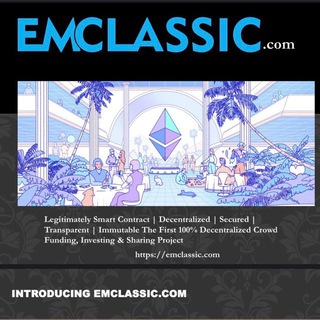 EMCLASSIC.com
Legitimately Smart Contract | Decentralized | Secured |
Transparent | Immutable The First 100% Decentralized Crowd
Funding, Investing & Sharing Project
https://emclassic.com
INTRODUCING EMCLASSIC.COM